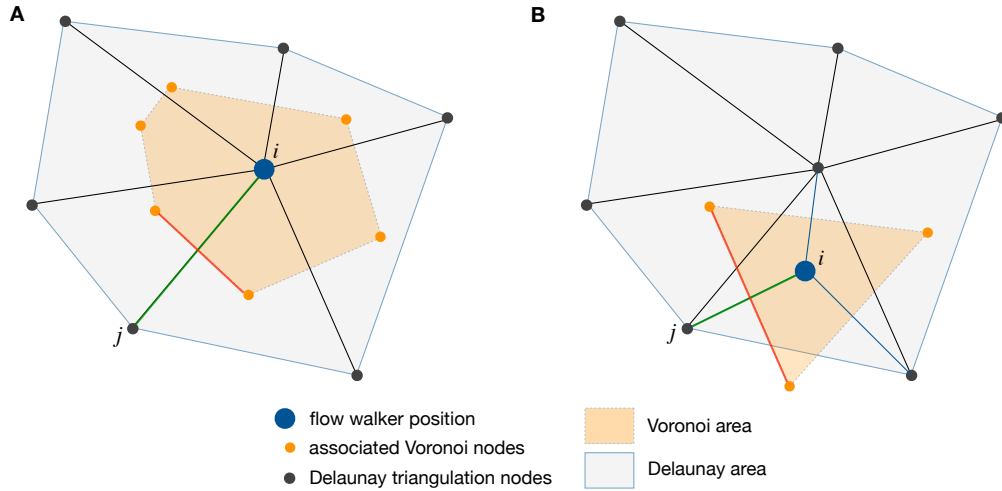 A
B
i
i
j
j
flow walker position
associated Voronoi nodes
Delaunay triangulation nodes
Voronoi area
Delaunay area